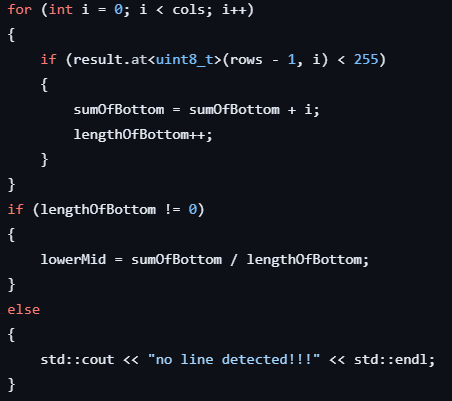 for (int i = 0; i < cols; i++)
{
    if (result.at<uint8_t>(rows - 1, i) < 255)
    {
        sumOfBottom = sumOfBottom + i;
        lengthOfBottom++;
    }
}
if (lengthOfBottom != 0)
{
    lowerMid = sumOfBottom / lengthOfBottom;
}
else
{
    std::cout << "no line detected!!!" << std::endl;
}